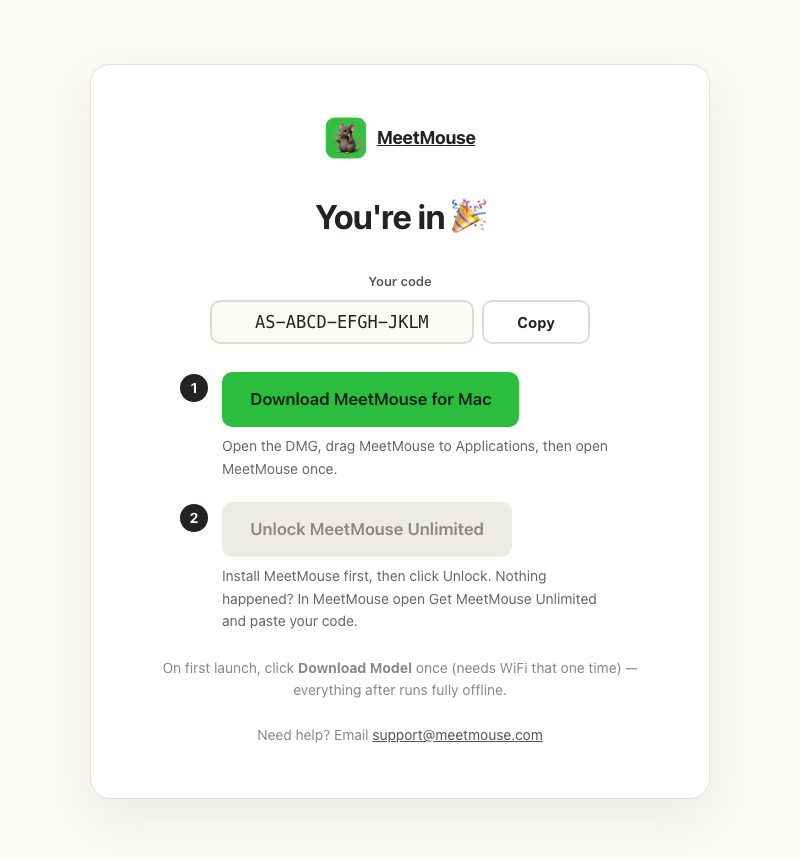 MeetMouse
You're in 🎉
Your code
AS-ABCD-EFGH-JKLM
Copy
1
Download MeetMouse for Mac
Open the DMG, drag MeetMouse to Applications, then open
MeetMouse once.
2
Unlock MeetMouse Unlimited
Install MeetMouse first, then click Unlock. Nothing
happened? In MeetMouse open Get MeetMouse Unlimited
and paste your code.
On first launch, click Download Model once (needs WiFi that one time) —
everything after runs fully offline.
Need help? Email support@meetmouse.com